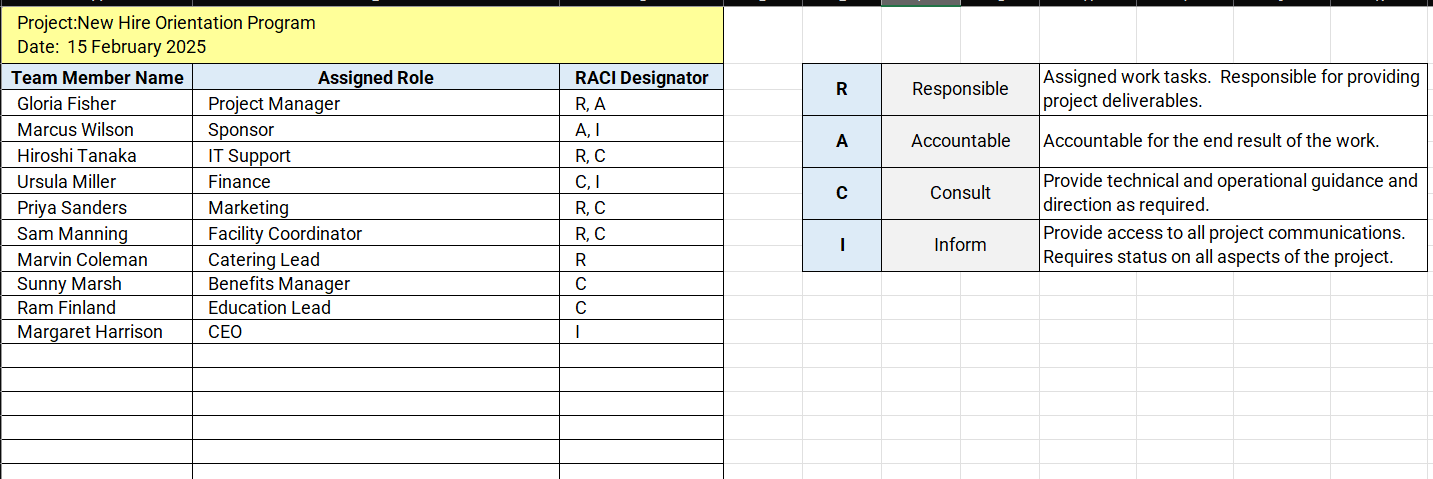 Project:New Hire Orientation Program
Date:  15 February 2025
Team Member Name Assigned Role RACI Designator
Gloria Fisher Project Manager R, A
Marcus Wilson Sponsor A, I
Hiroshi Tanaka IT Support R, C
Ursula Miller Finance C, I
Priya Sanders Marketing R, C
Sam Manning Facility Coordinator R, C
Marvin Coleman Catering Lead R
Sunny Marsh Benefits Manager C
Ram Finland Education Lead C
Margaret Harrison CEO I
R Responsible Assigned work tasks.  Responsible for providing
project deliverables.
A Accountable Accountable for the end result of the work.
C Consult Provide technical and operational guidance and
direction as required.
I Inform Provide access to all project communications.
Requires status on all aspects of the project.